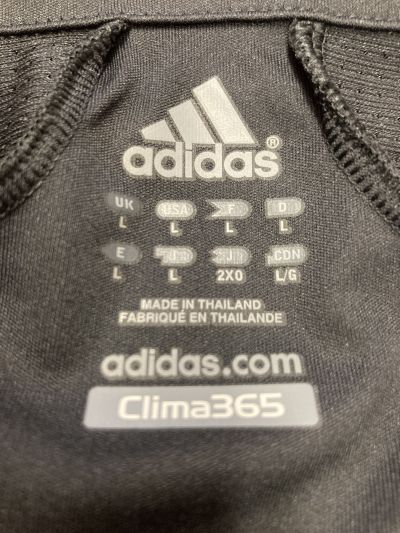 adidas®
UK USA F D
L L L L
E J CDN
L L 2XO L/G
MADE IN THAILAND
FABRIQUÉ EN THAILANDE
adidas.com
Clima365